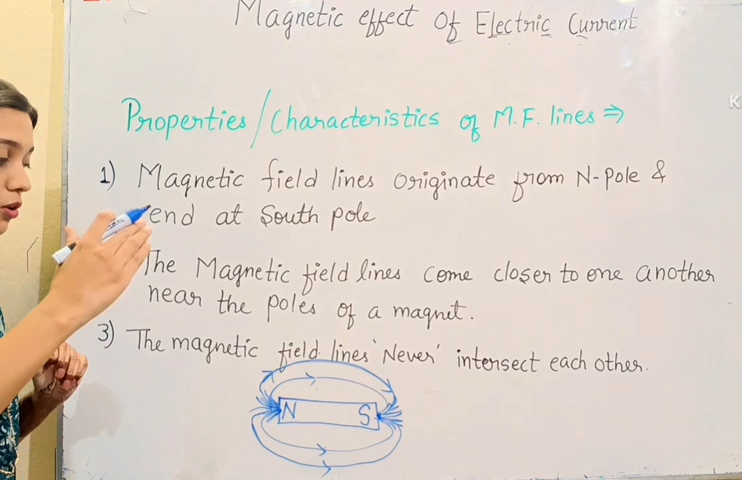 Magnetic effect of Electric Current
Properties/Characteristics of M.F. lines ⇒
1) Magnetic field lines originate from N-Pole &
end at South pole
The Magnetic field lines come closer to one another
near the poles of a magnet.
3) The magnetic field lines 'Never' intersect each other.
N S
K